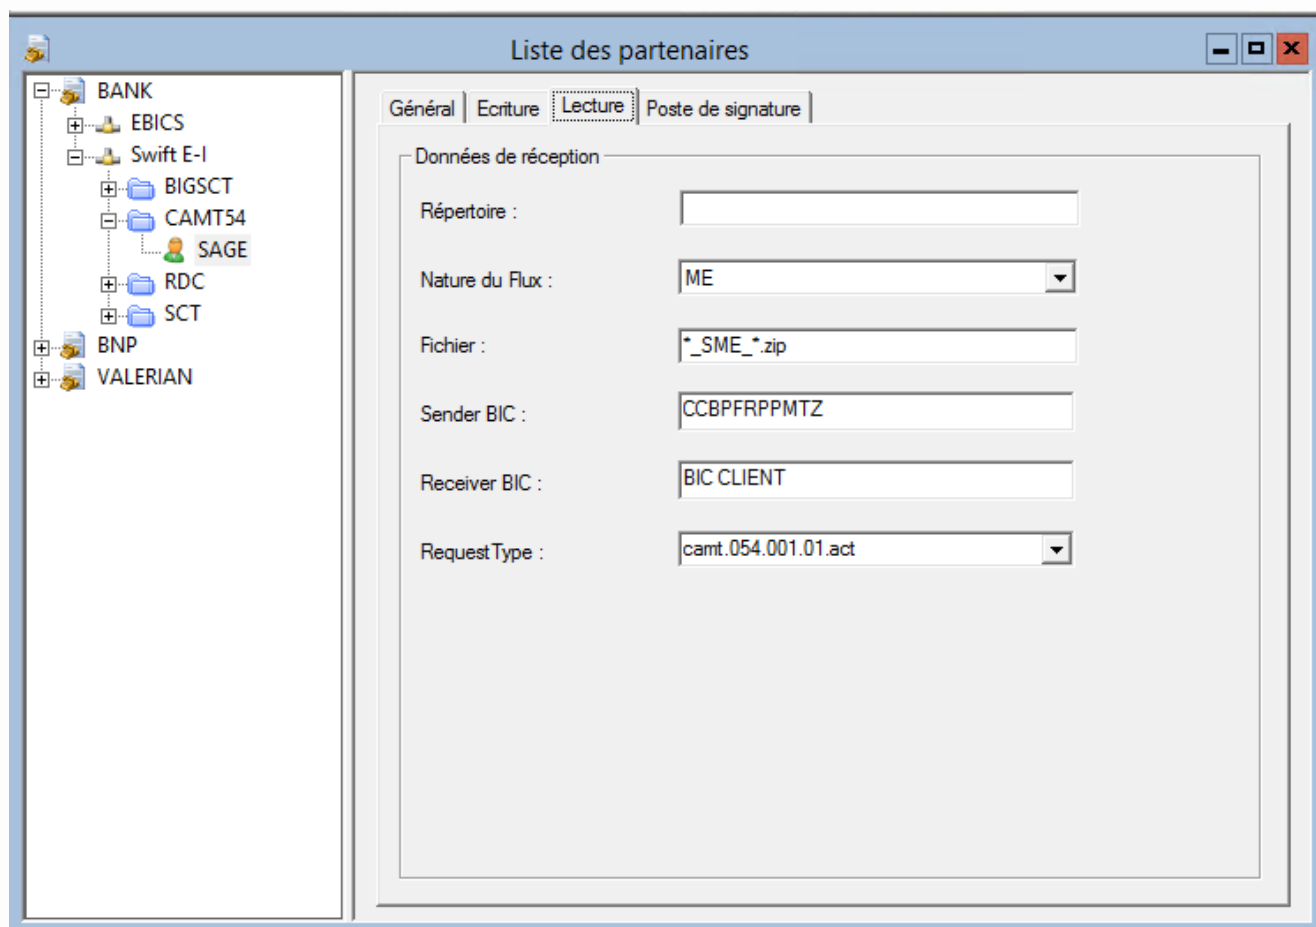 Liste des partenaires
BANK
EBICS
Swift E-I
BIGSCT
CAMT54
SAGE
RDC
SCT
BNP
VALERIAN
Général Ecriture Lecture Poste de signature
Données de réception
Répertoire :
Nature du Flux : ME
Fichier : *_SME_*.zip
Sender BIC : CCBPFRPPMTZ
Receiver BIC : BIC CLIENT
RequestType : camt.054.001.01.act